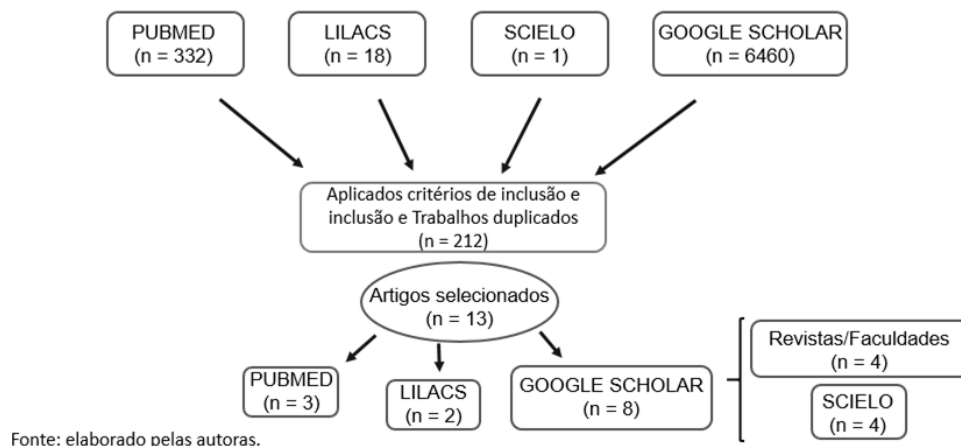 PUBMED
(n = 332)
LILACS
(n = 18)
SCIELO
(n = 1)
GOOGLE SCHOLAR
(n = 6460)
Aplicados critérios de inclusão e
inclusão e Trabalhos duplicados
(n = 212)
Artigos selecionados
(n = 13)
PUBMED
(n = 3)
LILACS
(n = 2)
GOOGLE SCHOLAR
(n = 8)
Revistas/Faculdades
(n = 4)
SCIELO
(n = 4)
Fonte: elaborado pelas autoras.